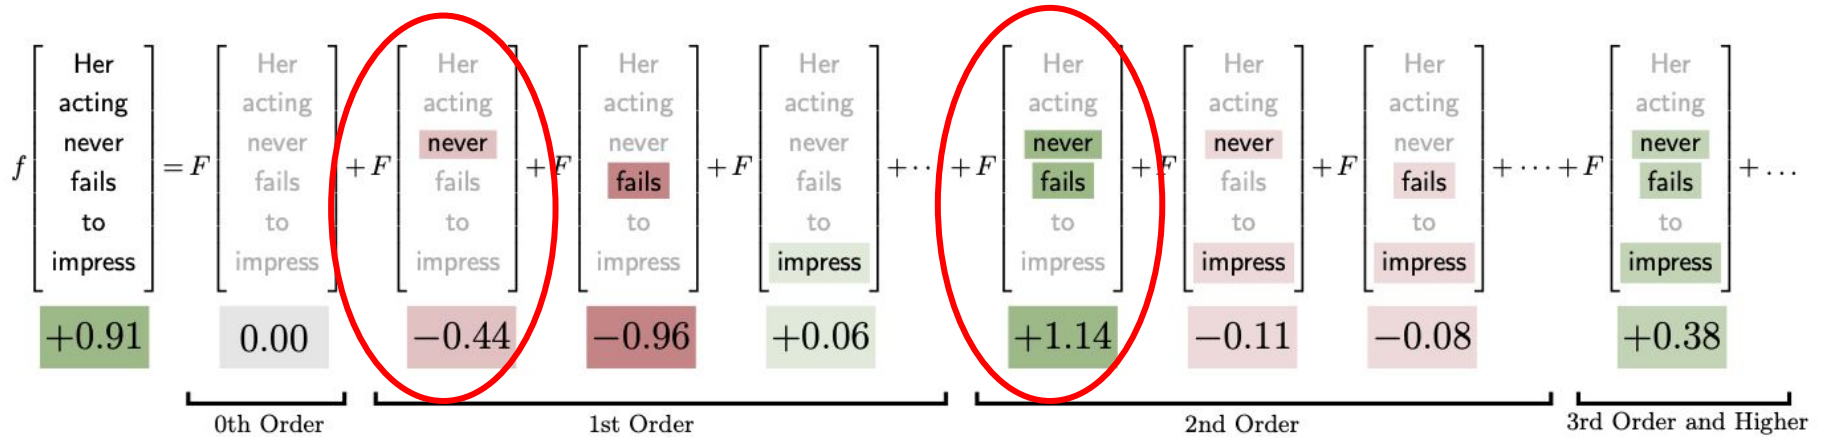 f [Her acting never fails to impress] = F [Her acting never fails to impress] + F [Her acting never fails to impress] + F [Her acting never fails to impress] + F [Her acting never fails to impress] + ··· + F [Her acting never fails to impress] + F [Her acting never fails to impress] + F [Her acting never fails to impress] + ··· + F [Her acting never fails to impress] + ...
+0.91 0.00 −0.44 −0.96 +0.06 +1.14 −0.11 −0.08 +0.38
0th Order 1st Order 2nd Order 3rd Order and Higher